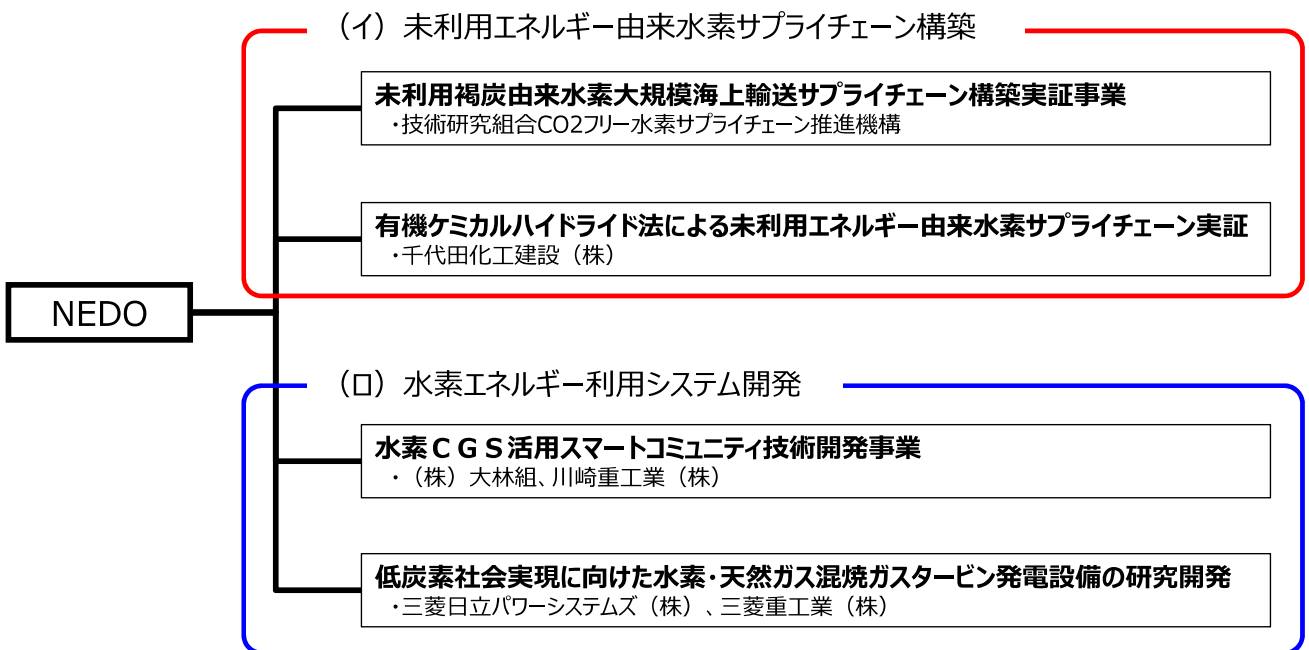 （イ）未利用エネルギー由来水素サプライチェーン構築
未利用褐炭由来水素大規模海上輸送サプライチェーン構築実証事業
・技術研究組合CO2フリー水素サプライチェーン推進機構
有機ケミカルハイドライド法による未利用エネルギー由来水素サプライチェーン実証
・千代田化工建設（株）
NEDO
（ロ）水素エネルギー利用システム開発
水素ＣＧＳ活用スマートコミュニティ技術開発事業
・（株）大林組、川崎重工業（株）
低炭素社会実現に向けた水素・天然ガス混焼ガスタービン発電設備の研究開発
・三菱日立パワーシステムズ（株）、三菱重工業（株）